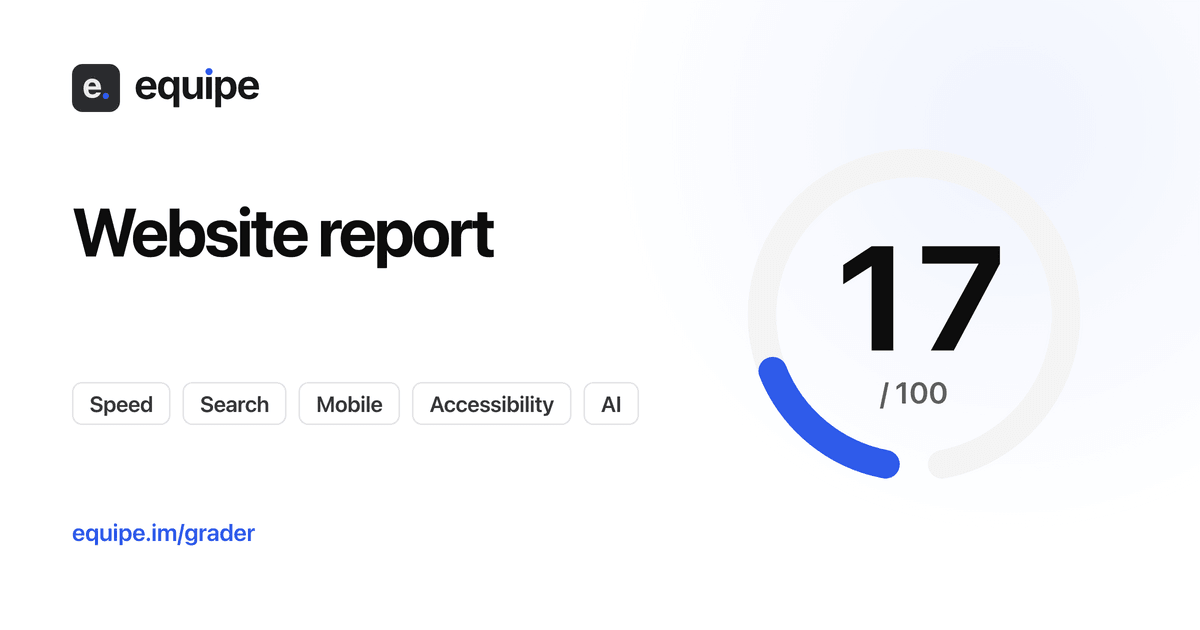 e.
equipe
Website report
17
/ 100
Speed
Search
Mobile
Accessibility
AI
equipe.im/grader